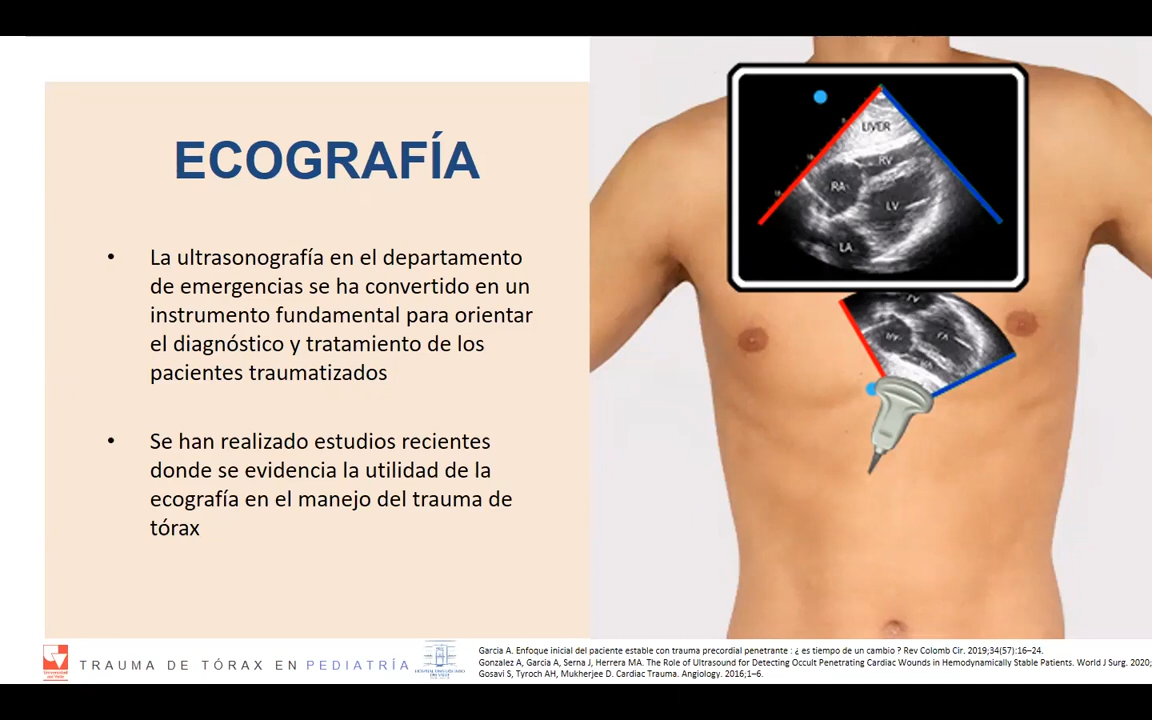 ECOGRAFÍA
• La ultrasonografía en el departamento
de emergencias se ha convertido en un
instrumento fundamental para orientar
el diagnóstico y tratamiento de los
pacientes traumatizados
• Se han realizado estudios recientes
donde se evidencia la utilidad de la
ecografía en el manejo del trauma de
tórax
LIVER
RV
RA
LV
LA
TRAUMA DE TÓRAX EN PEDIATRÍA
Garcia A. Enfoque inicial del paciente estable con trauma precordial penetrante : ¿ es tiempo de un cambio ? Rev Colomb Cir. 2019;34(57):16–24.
Gonzalez A, Garcia A, Serna J, Herrera MA. The Role of Ultrasound for Detecting Occult Penetrating Cardiac Wounds in Hemodynamically Stable Patients. World J Surg. 2020;
Gosavi S, Tyroch AH, Mukherjee D. Cardiac Trauma. Angiology. 2016;1–6.